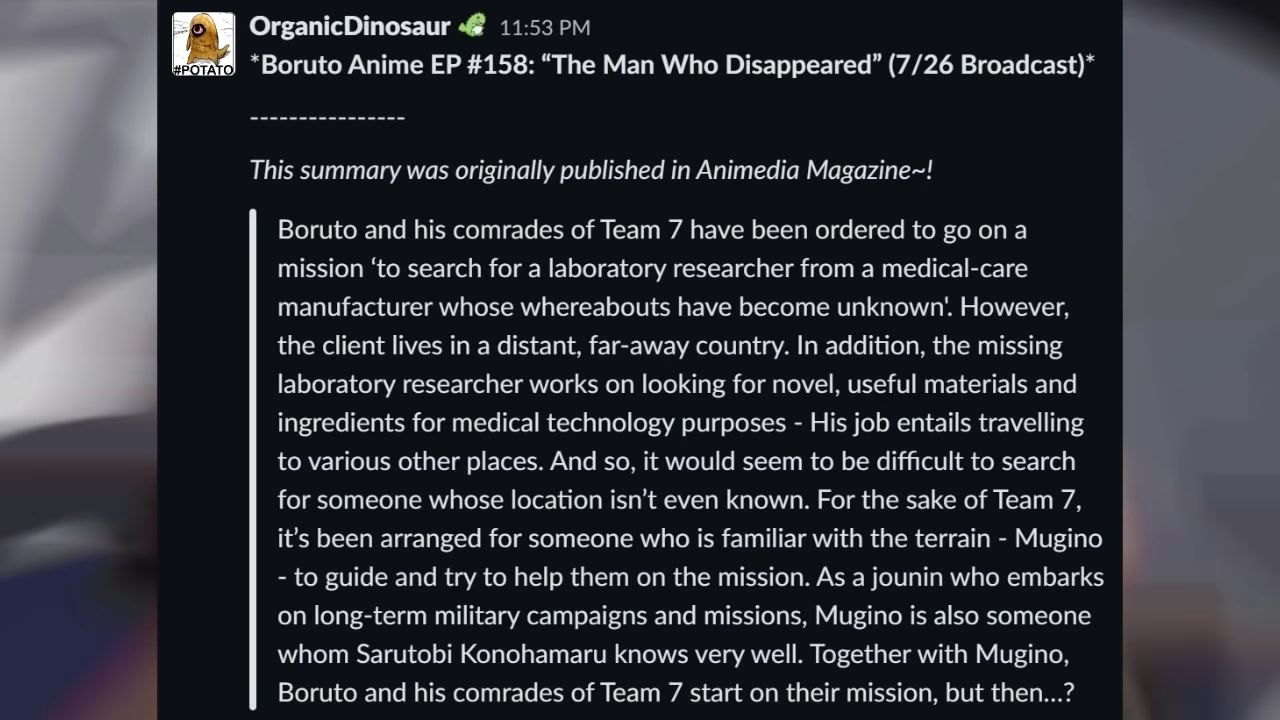 OrganicDinosaur 11:53 PM
#POTATO
*Boruto Anime EP #158: “The Man Who Disappeared” (7/26 Broadcast)*
----------------
This summary was originally published in Animedia Magazine~!
Boruto and his comrades of Team 7 have been ordered to go on a
mission ‘to search for a laboratory researcher from a medical-care
manufacturer whose whereabouts have become unknown'. However,
the client lives in a distant, far-away country. In addition, the missing
laboratory researcher works on looking for novel, useful materials and
ingredients for medical technology purposes - His job entails travelling
to various other places. And so, it would seem to be difficult to search
for someone whose location isn’t even known. For the sake of Team 7,
it’s been arranged for someone who is familiar with the terrain - Mugino
- to guide and try to help them on the mission. As a jounin who embarks
on long-term military campaigns and missions, Mugino is also someone
whom Sarutobi Konohamaru knows very well. Together with Mugino,
Boruto and his comrades of Team 7 start on their mission, but then...?